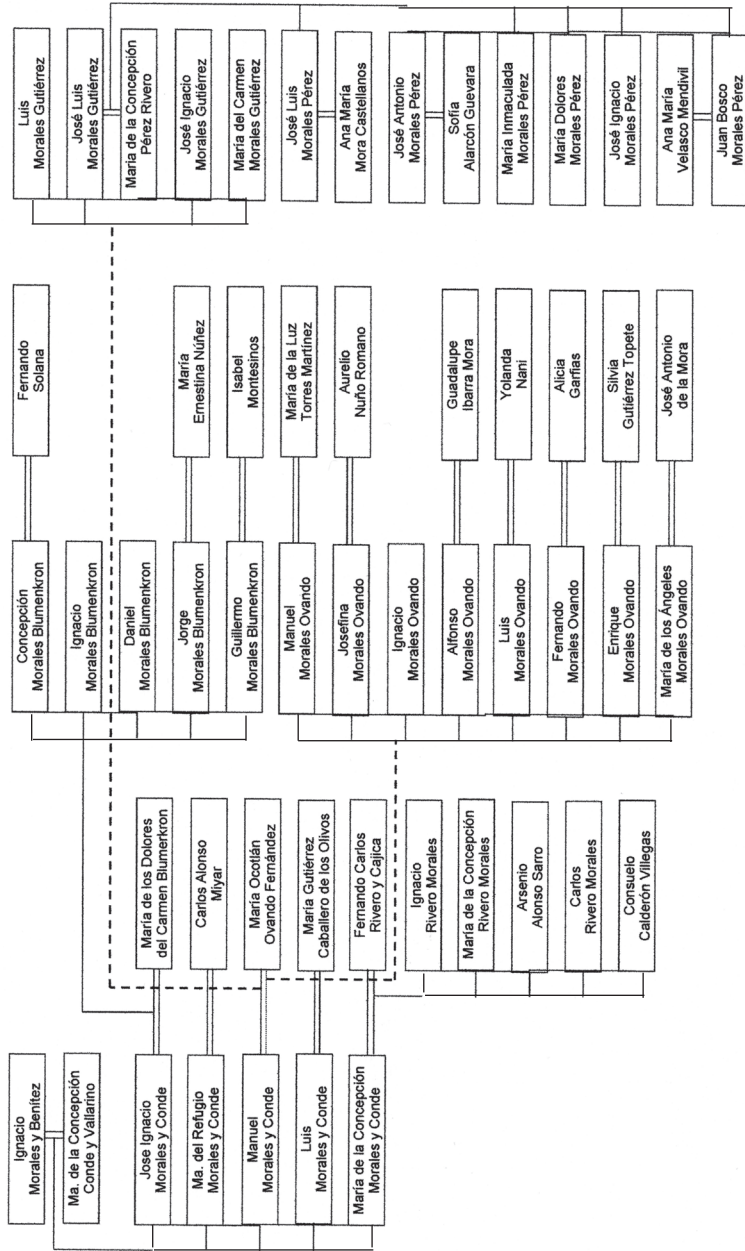 Ignacio
Morales y Benítez
Ma. de la Concepción
Conde y Vallarino
Jose Ignacio
Morales y Conde
Ma. del Refugio
Morales y Conde
Manuel
Morales y Conde
Luis
Morales y Conde
María de la Concepción
Morales y Conde
María de los Dolores
del Carmen Blumerkron
Carlos Alonso
Miyar
María Ocotlán
Ovando Fernández
María Gutiérrez
Caballero de los Olivos
Fernando Carlos
Rivero y Cajica
Ignacio
Rivero Morales
María de la Concepción
Rivero Morales
Arsenio
Alonso Sarro
Carlos
Rivero Morales
Consuelo
Calderón Villegas
Concepción
Morales Blumenkron
Ignacio
Morales Blumenkron
Daniel
Morales Blumenkron
Jorge
Morales Blumenkron
Guillermo
Morales Blumenkron
Manuel
Morales Ovando
Josefina
Morales Ovando
Ignacio
Morales Ovando
Alfonso
Morales Ovando
Luis
Morales Ovando
Fernando
Morales Ovando
Enrique
Morales Ovando
María de los Ángeles
Morales Ovando
Fernando
Solana
María
Ernestina Núñez
Isabel
Montesinos
María de la Luz
Torres Martínez
Aurelio
Nuño Romano
Guadalupe
Ibarra Mora
Yolanda
Nani
Alicia
Garfias
Silvia
Gutiérrez Topete
José Antonio
de la Mora
Luis
Morales Gutiérrez
José Luis
Morales Gutiérrez
María de la Concepción
Pérez Rivero
José Ignacio
Morales Gutiérrez
María del Carmen
Morales Gutiérrez
José Luis
Morales Pérez
Ana María
Mora Castellanos
José Antonio
Morales Pérez
Sofía
Alarcón Guevara
María Inmaculada
Morales Pérez
María Dolores
Morales Pérez
José Ignacio
Morales Pérez
Ana María
Velasco Mendivil
Juan Bosco
Morales Pérez